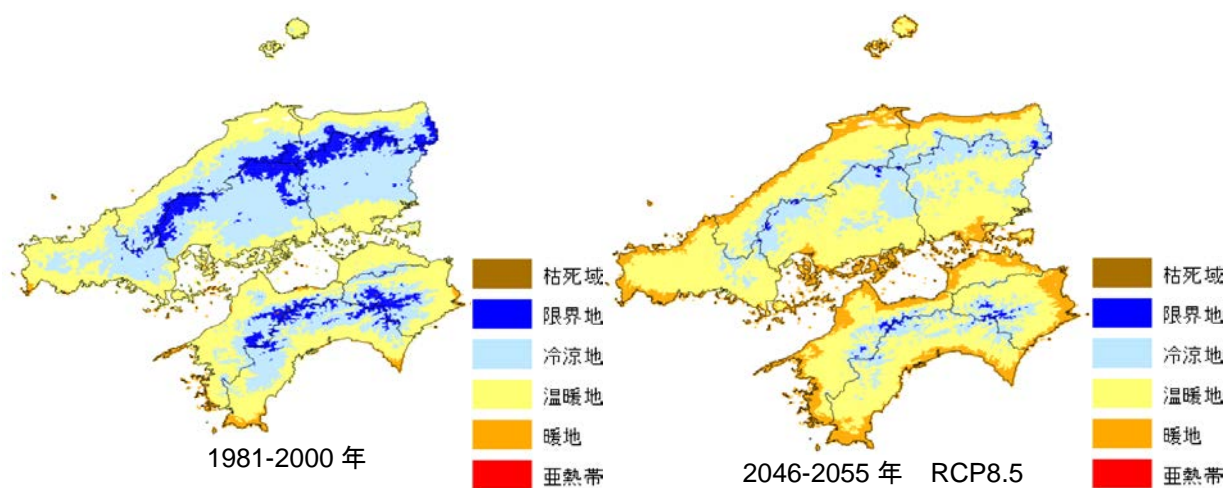 枯死域
限界地
冷涼地
温暖地
暖地
亜熱帯
1981-2000 年
枯死域
限界地
冷涼地
温暖地
暖地
亜熱帯
2046-2055 年 RCP8.5